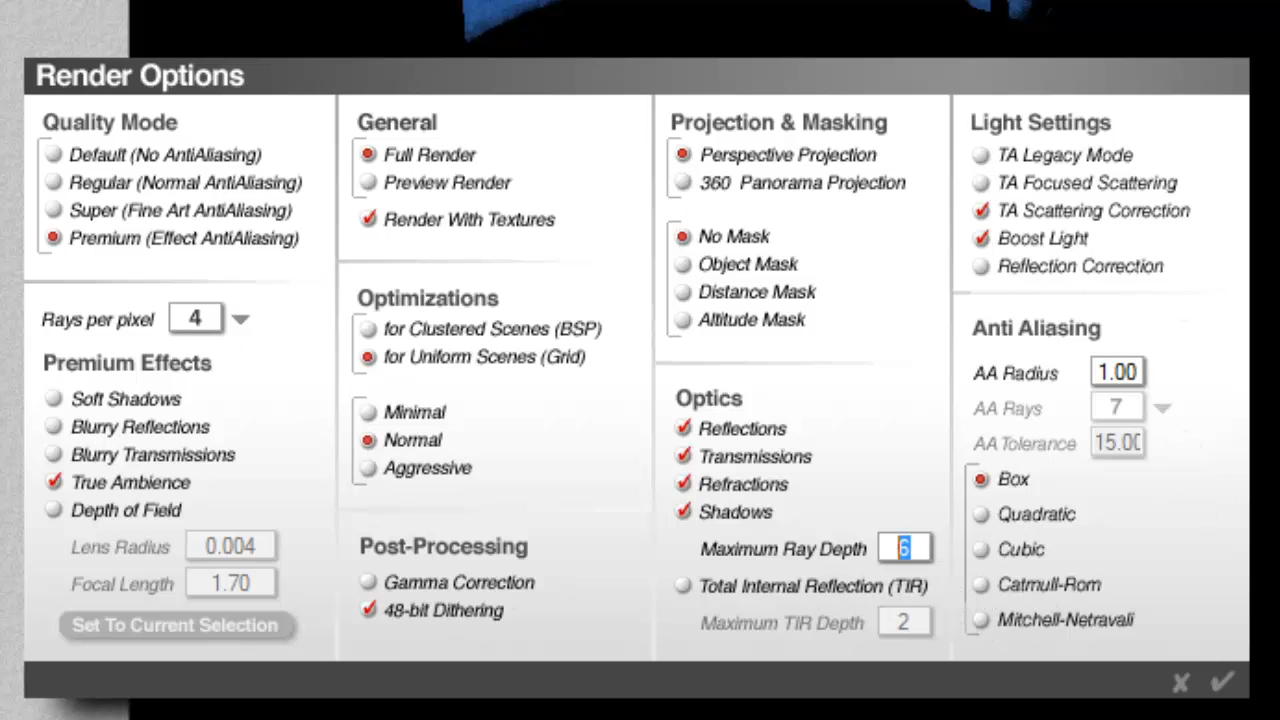 Render Options
Quality Mode
Default (No AntiAliasing)
Regular (Normal AntiAliasing)
Super (Fine Art AntiAliasing)
Premium (Effect AntiAliasing)
Rays per pixel 4
Premium Effects
Soft Shadows
Blurry Reflections
Blurry Transmissions
True Ambience
Depth of Field
Lens Radius 0.004
Focal Length 1.70
Set To Current Selection
General
Full Render
Preview Render
Render With Textures
Optimizations
for Clustered Scenes (BSP)
for Uniform Scenes (Grid)
Minimal
Normal
Aggressive
Post-Processing
Gamma Correction
48-bit Dithering
Projection & Masking
Perspective Projection
360 Panorama Projection
No Mask
Object Mask
Distance Mask
Altitude Mask
Optics
Reflections
Transmissions
Refractions
Shadows
Maximum Ray Depth 6
Total Internal Reflection (TIR)
Maximum TIR Depth 2
Light Settings
TA Legacy Mode
TA Focused Scattering
TA Scattering Correction
Boost Light
Reflection Correction
Anti Aliasing
AA Radius 1.00
AA Rays 7
AA Tolerance 15.00
Box
Quadratic
Cubic
Catmull-Rom
Mitchell-Netravali